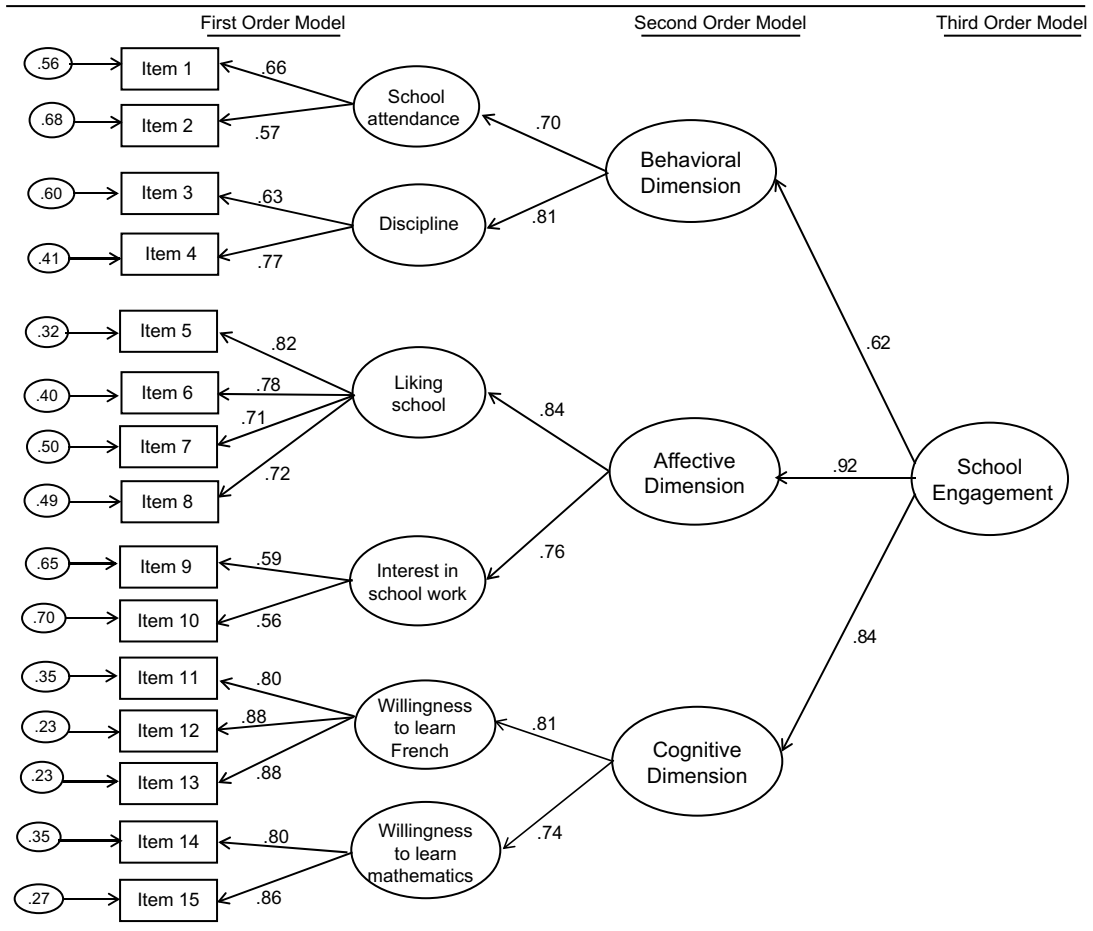 First Order Model
Second Order Model
Third Order Model
.56
Item 1
.66
.68
Item 2
.57
School
attendance
.70
.60
Item 3
.63
.41
Item 4
.77
Discipline
.81
Behavioral
Dimension
.62
.32
Item 5
.82
.40
Item 6
.78
.50
Item 7
.71
.49
Item 8
.72
Liking
school
.84
.65
Item 9
.59
.70
Item 10
.56
Interest in
school work
.76
Affective
Dimension
.92
School
Engagement
.35
Item 11
.80
.23
Item 12
.88
.23
Item 13
.88
Willingness
to learn
French
.81
.35
Item 14
.80
.27
Item 15
.86
Willingness
to learn
mathematics
.74
Cognitive
Dimension
.84